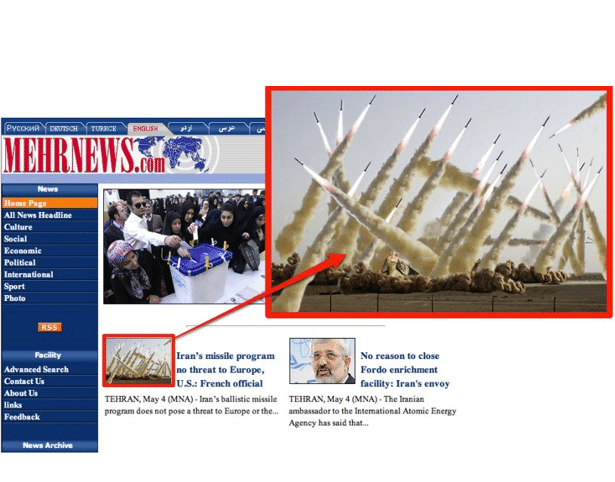 Русский DEUTSCH TURKCE ENGLISH اردو عربی
MEHRNEWS.com
News
Home Page
All News Headline
Culture
Social
Economic
Political
International
Sport
Photo
RSS
Facility
Advanced Search
Contact Us
About Us
links
Feedback
News Archive
Iran's missile program
no threat to Europe,
U.S.: French official
TEHRAN, May 4 (MNA) - Iran's ballistic missile
program does not pose a threat to Europe or the...
No reason to close
Fordo enrichment
facility: Iran's envoy
TEHRAN, May 4 (MNA) - The Iranian
ambassador to the International Atomic Energy
Agency has said that...